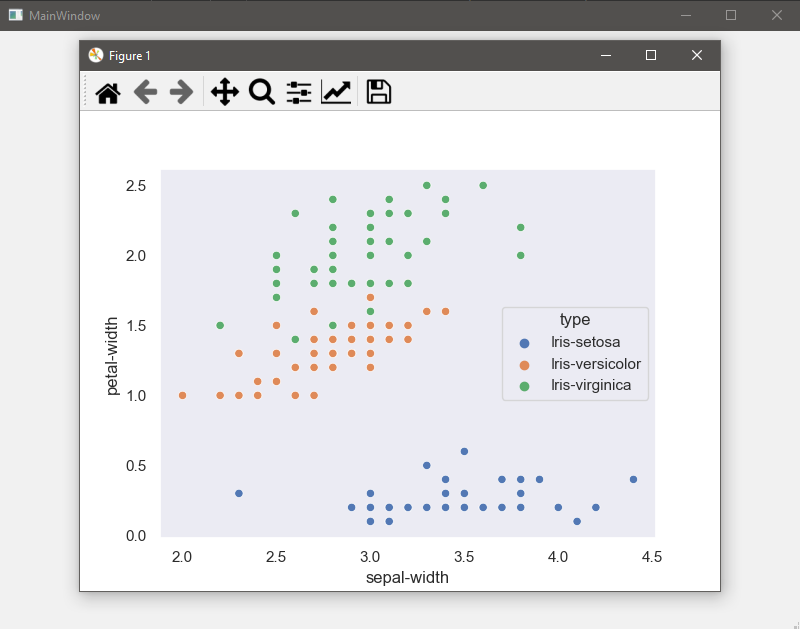 MainWindow
Figure 1
2.5
2.0
1.5
1.0
0.5
0.0
petal-width
type
Iris-setosa
Iris-versicolor
Iris-virginica
2.0 2.5 3.0 3.5 4.0 4.5
sepal-width